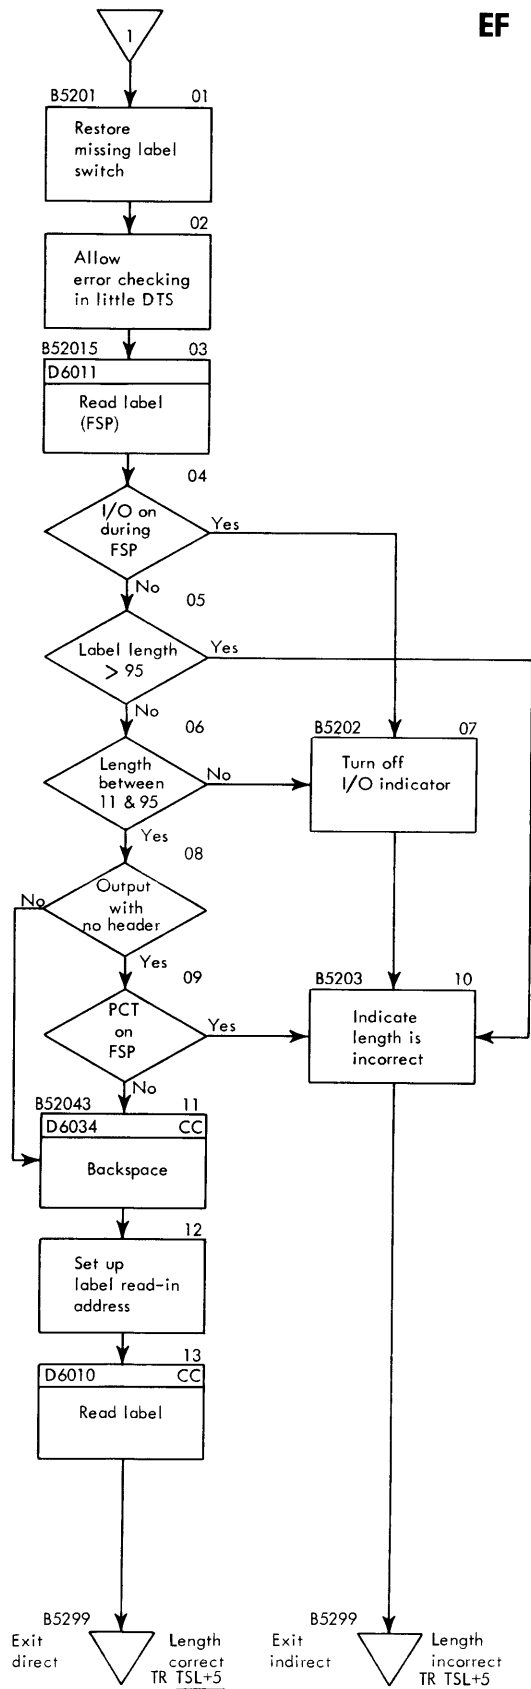 EF
1
B5201 01
Restore
missing label
switch
02
Allow
error checking
in little DTS
B52015 03
D6011
Read label
(FSP)
04
I/O on
during
FSP
Yes
No
05
Label length
> 95
Yes
No
06
Length
between
11 & 95
No
Yes
B5202 07
Turn off
I/O indicator
08
Output
with
no header
No
Yes
09
PCT
on
FSP
Yes
No
B5203 10
Indicate
length is
incorrect
B52043 11
D6034 CC
Backspace
12
Set up
label read-in
address
13
D6010 CC
Read label
B5299
Exit
direct
Length
correct
TR TSL+5
B5299
Exit
indirect
Length
incorrect
TR TSL+5